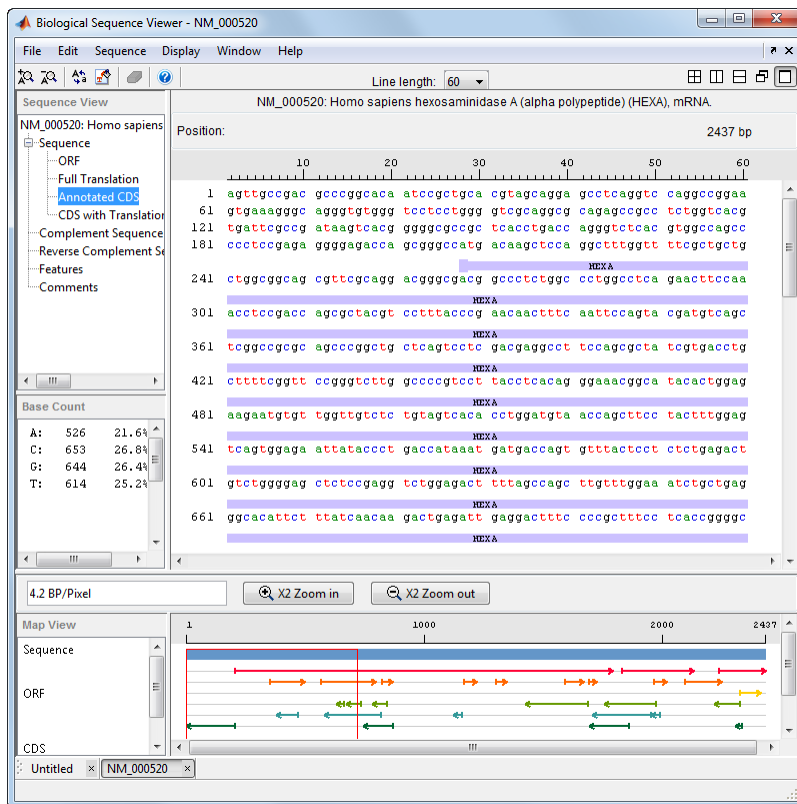 Biological Sequence Viewer - NM_000520
File Edit Sequence Display Window Help
Line length: 60
Sequence View
NM_000520: Homo sapiens
Sequence
ORF
Full Translation
Annotated CDS
CDS with Translation
Complement Sequence
Reverse Complement Se
Features
Comments
Base Count
A: 526 21.6%
C: 653 26.8%
G: 644 26.4%
T: 614 25.2%
NM_000520: Homo sapiens hexosaminidase A (alpha polypeptide) (HEXA), mRNA.
Position: 2437 bp
10 20 30 40 50 60
1 agttgccgac gcccggcaca atccgctgca cgtagcagga gcctcaggtc caggccggaa
61 gtgaaagggc agggtgtggg tcctcctggg gtcgcaggcg cagagccgcc tctggtcacg
121 tgattcgccg ataagtcacg ggggcgccgc tcacctgacc agggtctcac gtggccagcc
181 ccctccgaga ggggagacca gcgggccatg acaagctcca ggctttggtt ttcgctgctg
HEXA
241 ctggcggcag cgttcgcagg acgggcgacg gccctctggc cctggcctca gaacttccaa
HEXA
301 acctccgacc agcgctacgt cctttacccg aacaactttc aattccagta cgatgtcagc
HEXA
361 tcggccgcgc agcccggctg ctcagtcctc gacgaggcct tccagcgcta tcgtgacctg
HEXA
421 cttttcggtt ccgggtcttg gccccgtcct tacctcacag ggaaacggca tacactggag
HEXA
481 aagaatgtgt tggttgtctc tgtagtcaca cctggatgta accagcttcc tactttggag
HEXA
541 tcagtggaga attataccct gaccataaat gatgaccagt gtttactcct ctctgagact
HEXA
601 gtctggggag ctctccgagg tctggagact tttagccagc ttgtttggaa atctgctgag
HEXA
661 ggcacattct ttatcaacaa gactgagatt gaggactttc cccgctttcc tcaccggggc
HEXA
4.2 BP/Pixel X2 Zoom in X2 Zoom out
Map View
1 1000 2000 2437
Sequence
ORF
CDS
Untitled NM_000520